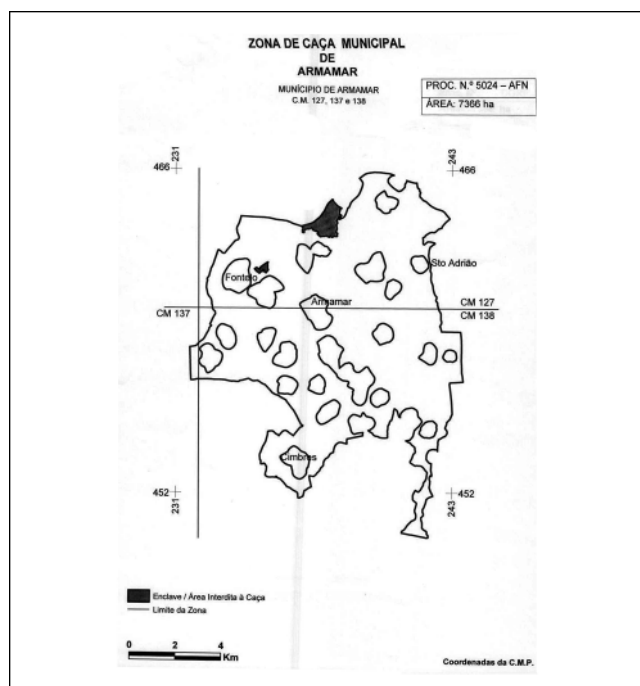 ZONA DE CAÇA MUNICIPAL
DE
ARMAMAR
MUNÍCIPIO DE ARMAMAR
C.M. 127, 137 e 138
PROC. N.º 5024 – AFN
ÁREA: 7366 ha
231
243
466
466
Sto Adrião
Fontelo
Armamar
CM 127
CM 137
CM 138
Cimbres
452
452
231
243
Enclave / Área Interdita à Caça
Limite da Zona
0 2 4
Km
Coordenadas da C.M.P.